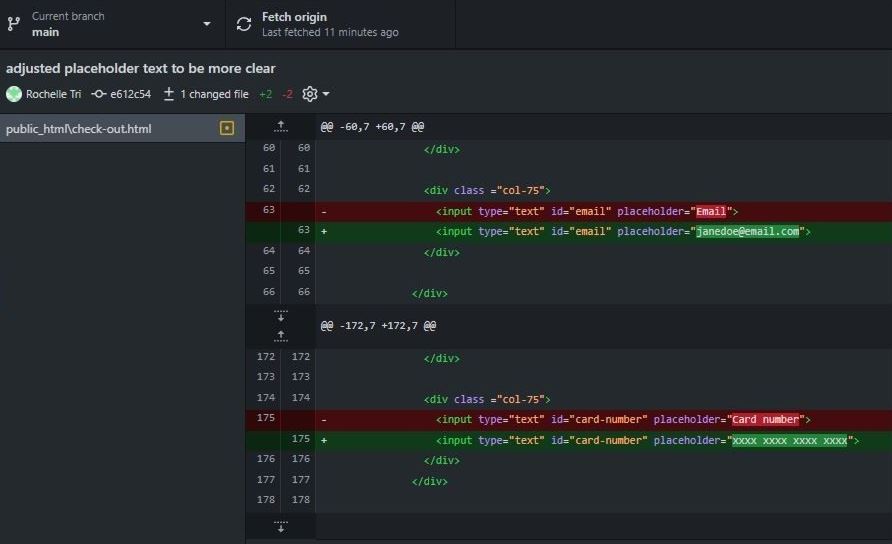 Current branch
main
Fetch origin
Last fetched 11 minutes ago
adjusted placeholder text to be more clear
Rochelle Tri e612c54 1 changed file +2 -2
public_html\check-out.html
@@ -60,7 +60,7 @@
60 60 </div>
61 61
62 62 <div class ="col-75">
63 - <input type="text" id="email" placeholder="Email">
63 + <input type="text" id="email" placeholder="janedoe@email.com">
64 64 </div>
65 65
66 66 </div>
@@ -172,7 +172,7 @@
172 172 </div>
173 173
174 174 <div class ="col-75">
175 - <input type="text" id="card-number" placeholder="Card number">
175 + <input type="text" id="card-number" placeholder="xxxx xxxx xxxx xxxx">
176 176 </div>
177 177 </div>
178 178